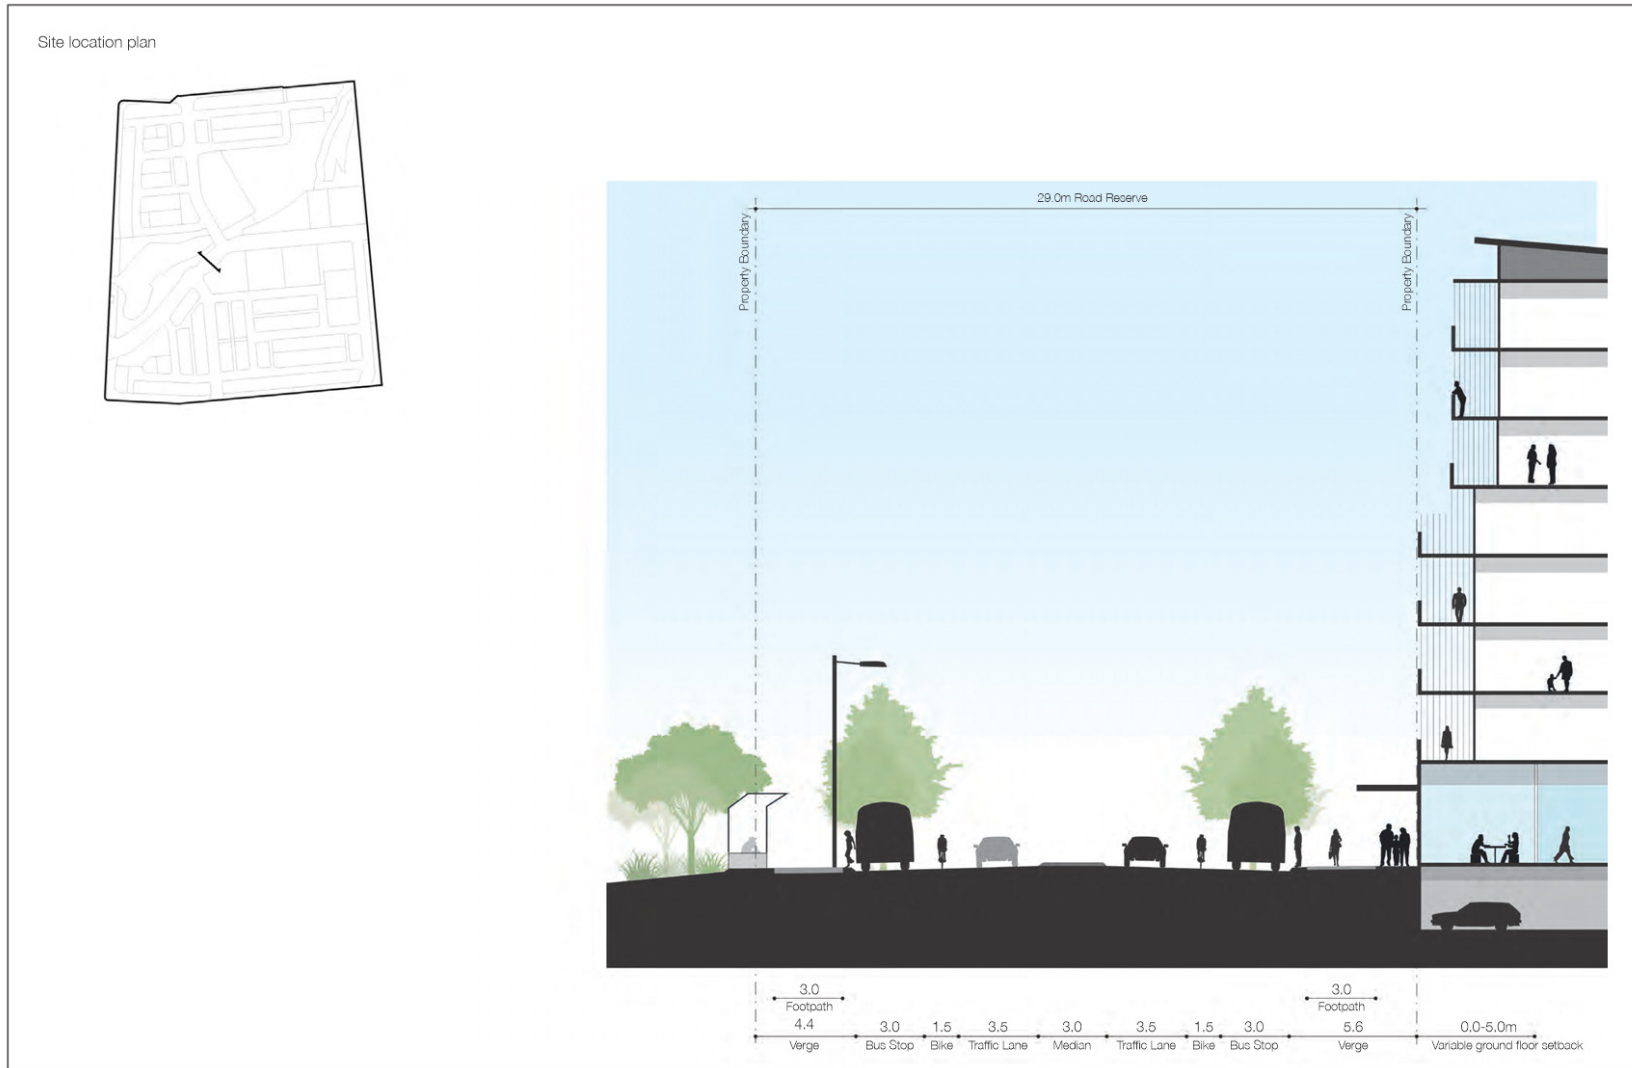 Site location plan
29.0m Road Reserve
Property Boundary
Property Boundary
3.0
Footpath
3.0
Footpath
4.4
3.0
1.5
3.5
3.0
3.5
1.5
3.0
5.6
0.0-5.0m
Verge
Bus Stop
Bike
Traffic Lane
Median
Traffic Lane
Bike
Bus Stop
Verge
Variable ground floor setback